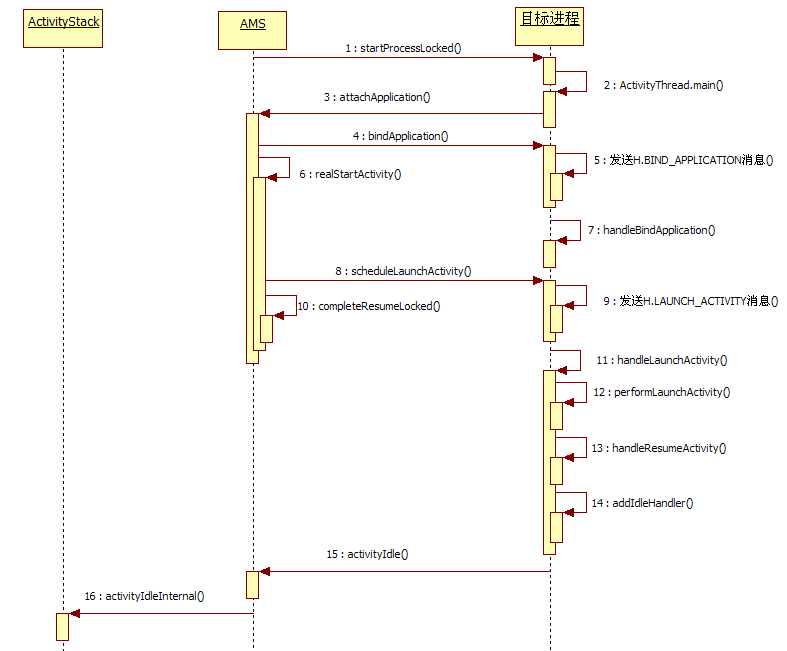 ActivityStack
AMS
目标进程
1 : startProcessLocked()
2 : ActivityThread.main()
3 : attachApplication()
4 : bindApplication()
5 : 发送H.BIND_APPLICATION消息()
6 : realStartActivity()
7 : handleBindApplication()
8 : scheduleLaunchActivity()
9 : 发送H.LAUNCH_ACTIVITY消息()
10 : completeResumeLocked()
11 : handleLaunchActivity()
12 : performLaunchActivity()
13 : handleResumeActivity()
14 : addIdleHandler()
15 : activityIdle()
16 : activityIdleInternal()